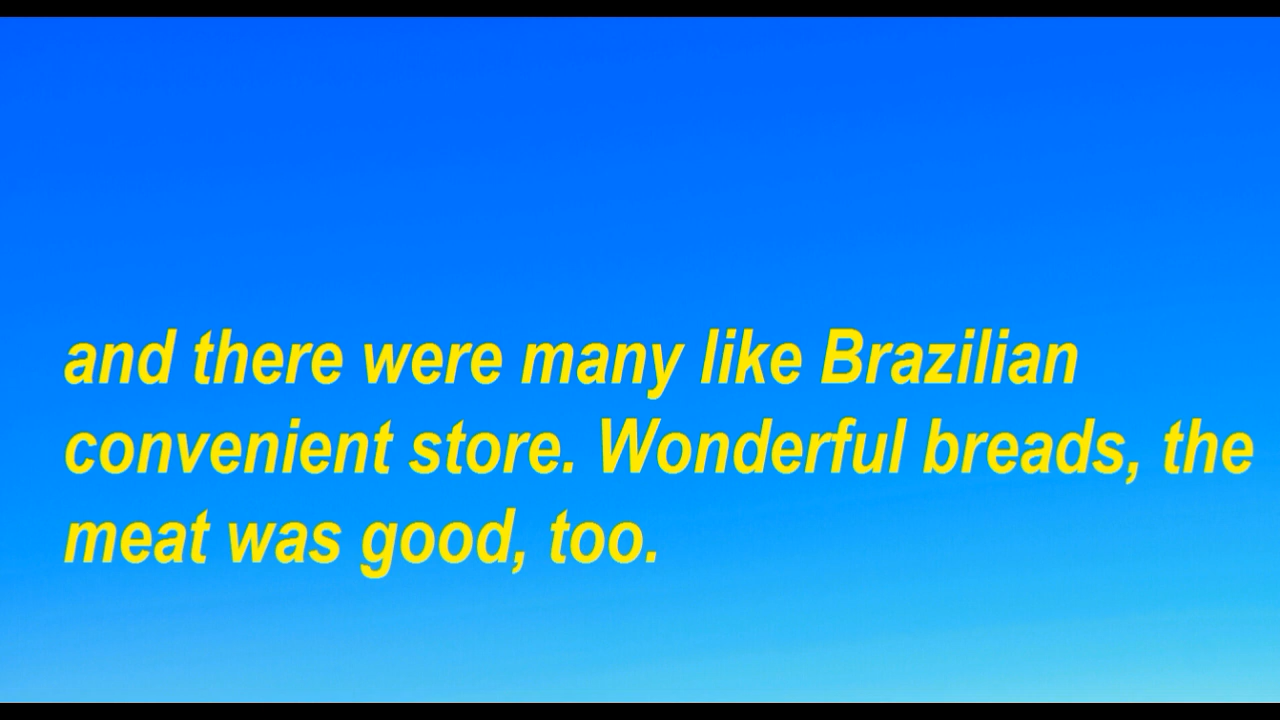 and there were many like Brazilian
convenient store. Wonderful breads, the
meat was good, too.